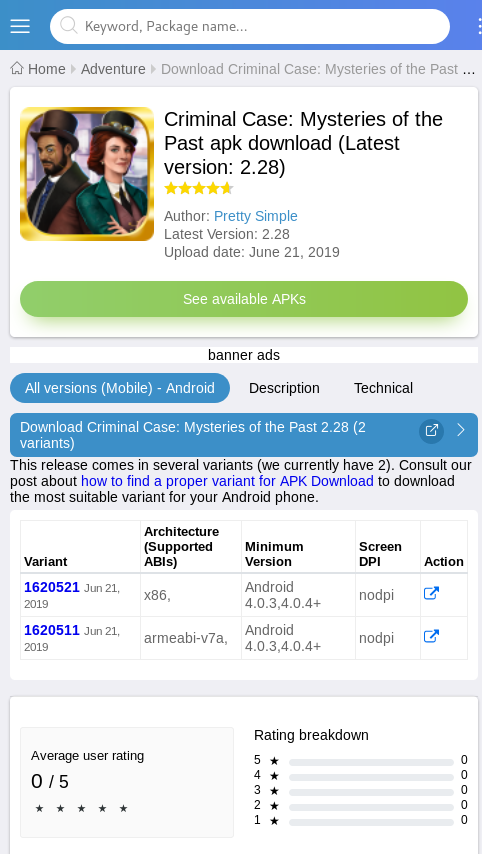 Keyword, Package name...
Home Adventure Download Criminal Case: Mysteries of the Past ...
Criminal Case: Mysteries of the
Past apk download (Latest
version: 2.28)
Author: Pretty Simple
Latest Version: 2.28
Upload date: June 21, 2019
See available APKs
banner ads
All versions (Mobile) - Android Description Technical
Download Criminal Case: Mysteries of the Past 2.28 (2
variants)
This release comes in several variants (we currently have 2). Consult our
post about how to find a proper variant for APK Download to download
the most suitable variant for your Android phone.
Variant Architecture (Supported ABIs) Minimum Version Screen DPI Action
1620521 Jun 21, 2019 x86, Android 4.0.3,4.0.4+ nodpi
1620511 Jun 21, 2019 armeabi-v7a, Android 4.0.3,4.0.4+ nodpi
Average user rating
0 / 5
Rating breakdown
5 ★ 0
4 ★ 0
3 ★ 0
2 ★ 0
1 ★ 0